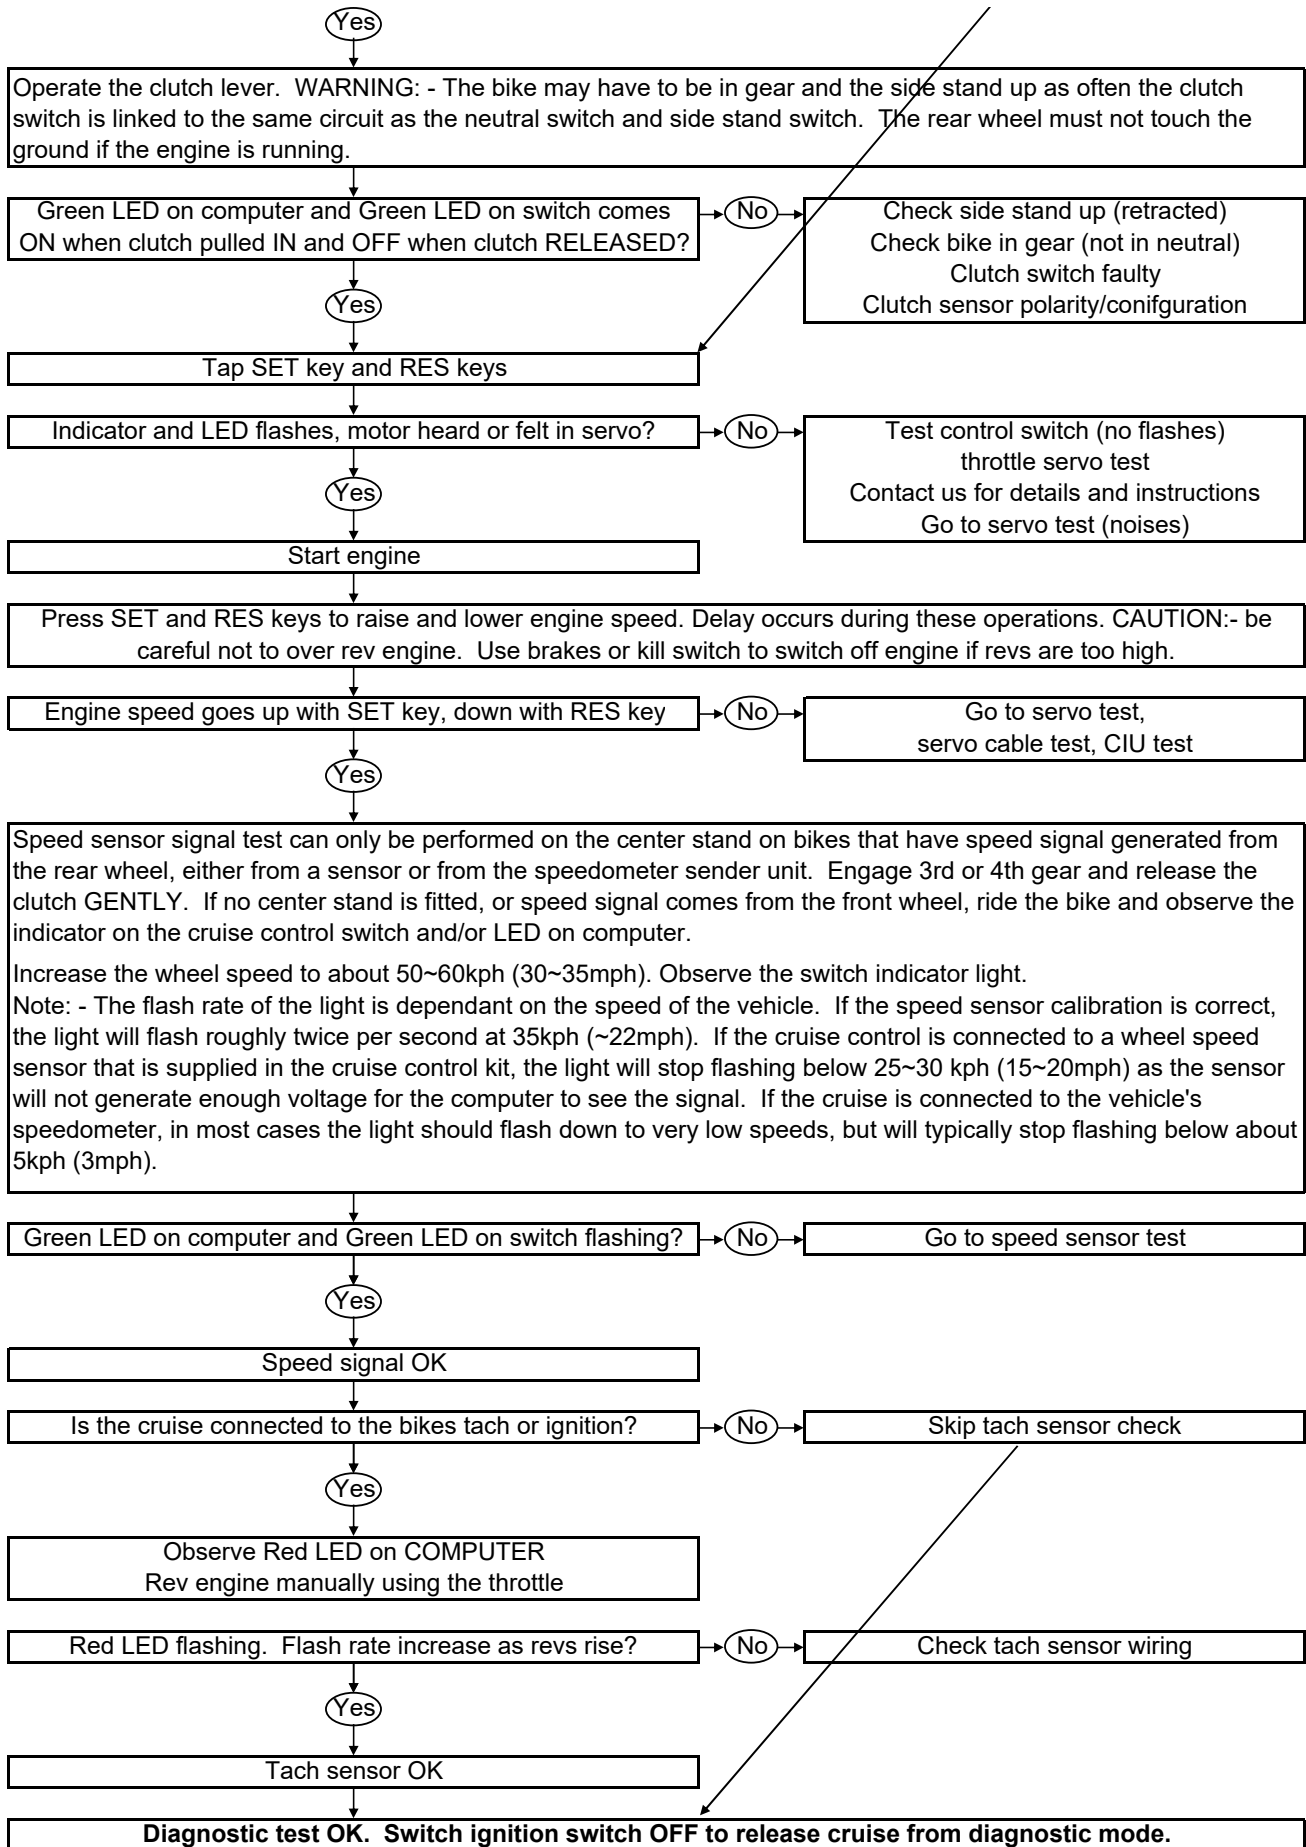 Yes
Operate the clutch lever.  WARNING: - The bike may have to be in gear and the side stand up as often the clutch
switch is linked to the same circuit as the neutral switch and side stand switch.  The rear wheel must not touch the
ground if the engine is running.
Green LED on computer and Green LED on switch comes
ON when clutch pulled IN and OFF when clutch RELEASED?
No
Check side stand up (retracted)
Check bike in gear (not in neutral)
Clutch switch faulty
Clutch sensor polarity/conifguration
Yes
Tap SET key and RES keys
Indicator and LED flashes, motor heard or felt in servo?
No
Test control switch (no flashes)
throttle servo test
Contact us for details and instructions
Go to servo test (noises)
Yes
Start engine
Press SET and RES keys to raise and lower engine speed. Delay occurs during these operations. CAUTION:- be
careful not to over rev engine.  Use brakes or kill switch to switch off engine if revs are too high.
Engine speed goes up with SET key, down with RES key
No
Go to servo test,
servo cable test, CIU test
Yes
Speed sensor signal test can only be performed on the center stand on bikes that have speed signal generated from
the rear wheel, either from a sensor or from the speedometer sender unit.  Engage 3rd or 4th gear and release the
clutch GENTLY.  If no center stand is fitted, or speed signal comes from the front wheel, ride the bike and observe the
indicator on the cruise control switch and/or LED on computer.
Increase the wheel speed to about 50~60kph (30~35mph). Observe the switch indicator light.
Note: - The flash rate of the light is dependant on the speed of the vehicle.  If the speed sensor calibration is correct,
the light will flash roughly twice per second at 35kph (~22mph).  If the cruise control is connected to a wheel speed
sensor that is supplied in the cruise control kit, the light will stop flashing below 25~30 kph (15~20mph) as the sensor
will not generate enough voltage for the computer to see the signal.  If the cruise is connected to the vehicle's
speedometer, in most cases the light should flash down to very low speeds, but will typically stop flashing below about
5kph (3mph).
Green LED on computer and Green LED on switch flashing?
No
Go to speed sensor test
Yes
Speed signal OK
Is the cruise connected to the bikes tach or ignition?
No
Skip tach sensor check
Yes
Observe Red LED on COMPUTER
Rev engine manually using the throttle
Red LED flashing.  Flash rate increase as revs rise?
No
Check tach sensor wiring
Yes
Tach sensor OK
Diagnostic test OK.  Switch ignition switch OFF to release cruise from diagnostic mode.